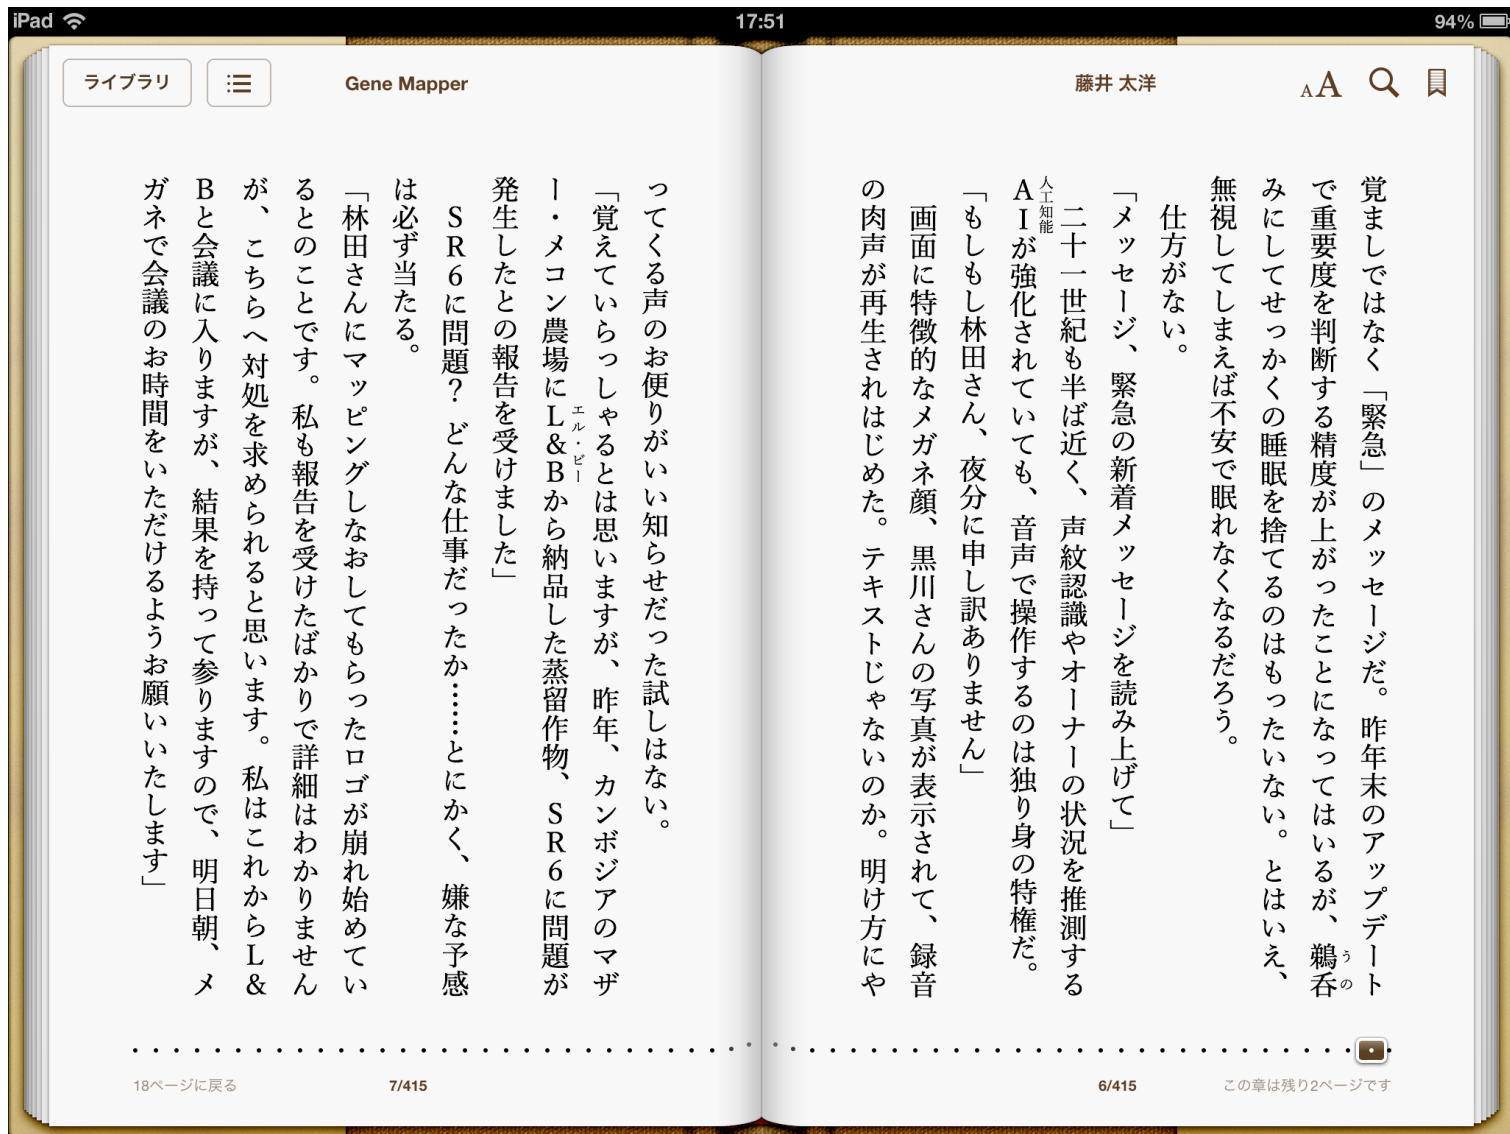 iPad
17:51
94%
ライブラリ
Gene Mapper
藤井 太洋
AA
覚ましではなく「緊急」のメッセージだ。昨年末のアップデート
で重要度を判断する精度が上がったことになってはいるが、鵜呑
うの
みにしてせっかくの睡眠を捨てるのはもったいない。とはいえ、
無視してしまえば不安で眠れなくなるだろう。
仕方がない。
「メッセージ、緊急の新着メッセージを読み上げて」
二十一世紀も半ば近く、声紋認識やオーナーの状況を推測する
人工知能
AIが強化されていても、音声で操作するのは独り身の特権だ。
「もしもし林田さん、夜分に申し訳ありません」
画面に特徴的なメガネ顔、黒川さんの写真が表示されて、録音
の肉声が再生されはじめた。テキストじゃないのか。明け方にや
ってくる声のお便りがいい知らせだった試しはない。
「覚えていらっしゃるとは思いますが、昨年、カンボジアのマザ
ー・メコン農場にL&Bから納品した蒸留作物、SR6に問題が
エル・ビー
発生したとの報告を受けました」
SR6に問題？ どんな仕事だったか……とにかく、嫌な予感
は必ず当たる。
「林田さんにマッピングしなおしてもらったロゴが崩れ始めてい
るとのことです。私も報告を受けたばかりで詳細はわかりません
が、こちらへ対処を求められると思います。私はこれからL&
Bと会議に入りますが、結果を持って参りますので、明日朝、メ
ガネで会議のお時間をいただけるようお願いいたします」
18ページに戻る
7/415
6/415
この章は残り2ページです